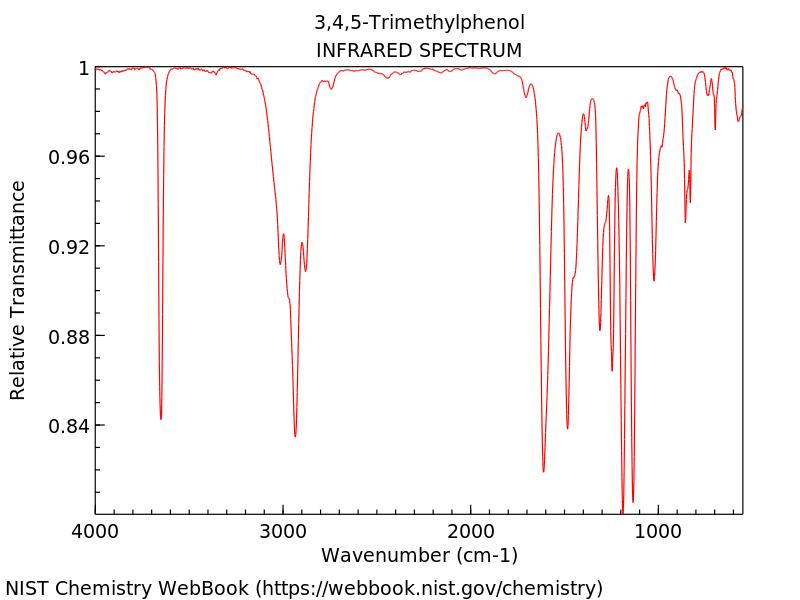 3,4,5-Trimethylphenol
INFRARED SPECTRUM
1
0.96
0.92
0.88
0.84
Relative Transmittance
4000 3000 2000 1000
Wavenumber (cm-1)
NIST Chemistry WebBook (https://webbook.nist.gov/chemistry)